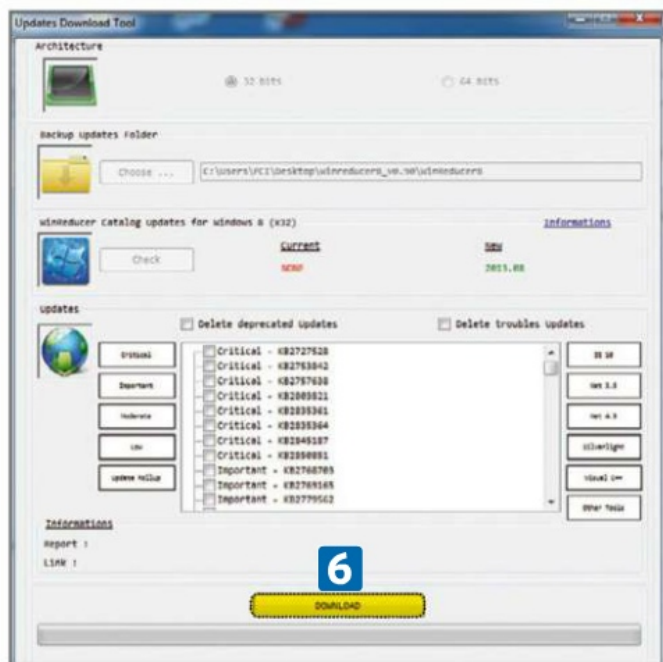 Updates Download Tool
Architecture
32 bits
64 bits
Backup Updates Folder
Choose ...
C:\Users\PCI\Desktop\winreducer8_v0.90\WinReducer8
WinReducer Catalog Updates for Windows 8 (x32)
Informations
Check
Current
New
NONE
2013.08
Updates
Delete deprecated Updates
Delete troubles Updates
Critical
Important
Moderate
Low
Update Rollup
Critical - KB2727528
Critical - KB2753842
Critical - KB2757638
Critical - KB2803821
Critical - KB2835361
Critical - KB2835364
Critical - KB2845187
Critical - KB2850851
Important - KB2768703
Important - KB2769165
Important - KB2779562
IE 10
Net 3.5
Net 4.5
Silverlight
Visual C++
Other Tools
Informations
Report :
Link :
6
DOWNLOAD